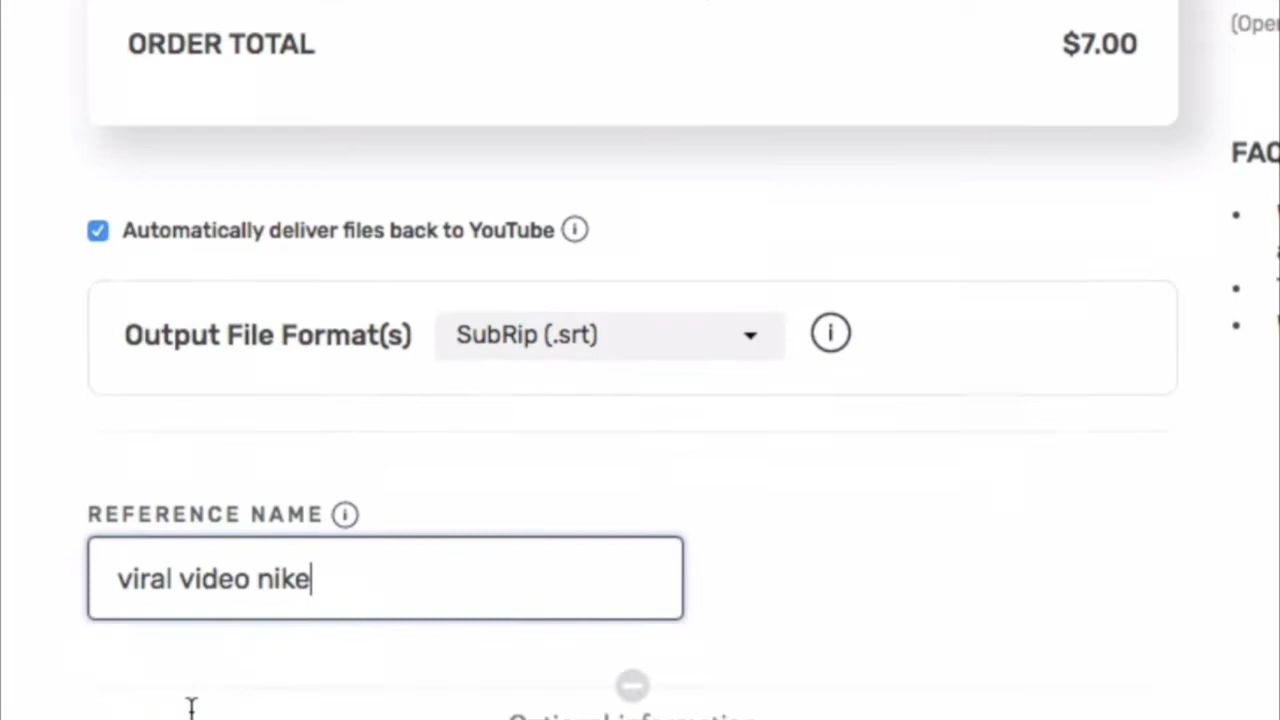 ORDER TOTAL $7.00
Automatically deliver files back to YouTube
Output File Format(s) SubRip (.srt)
REFERENCE NAME
viral video nike